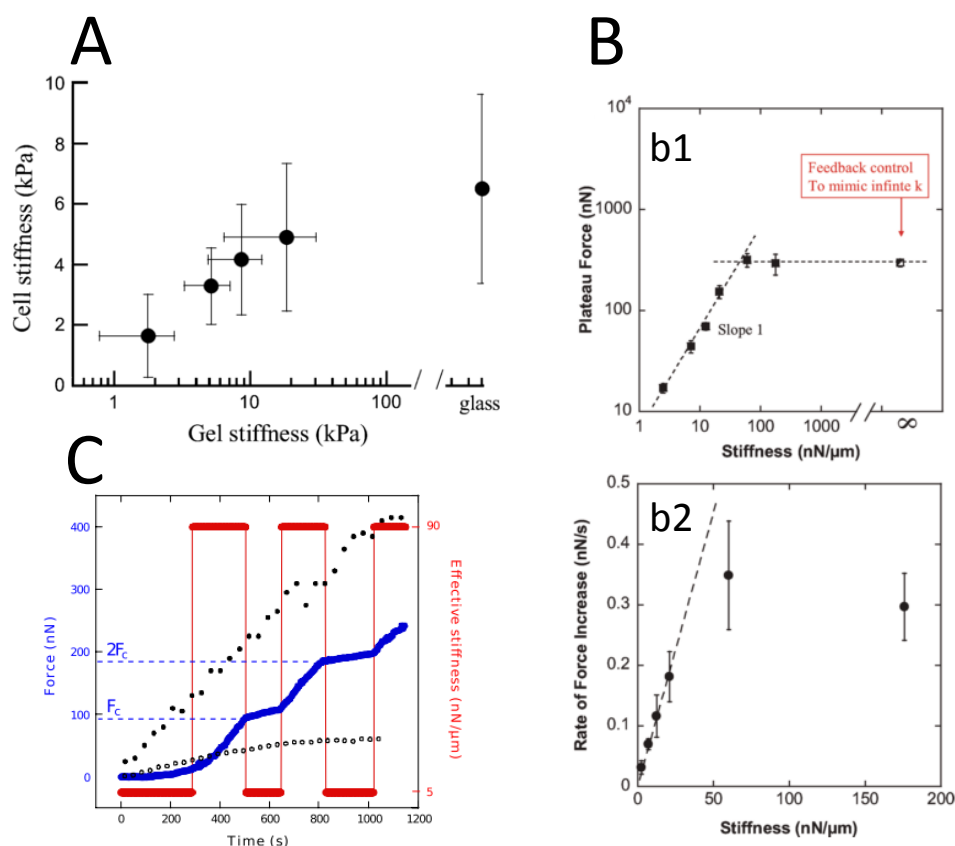 A
10
8
6
4
2
0
Cell stiffness (kPa)
1
10
100
glass
Gel stiffness (kPa)
B
b1
10⁴
1000
100
10
Plateau Force (nN)
Feedback control
To mimic infinte k
Slope 1
1
10
100
1000
∞
Stiffness (nN/µm)
C
400
300
200
100
0
Force (nN)
2Fc
Fc
90
5
Effective stiffness (nN/µm)
0
200
400
600
800
1000
1200
Time (s)
b2
0.5
0.4
0.3
0.2
0.1
0
Rate of Force Increase (nN/s)
0
50
100
150
200
Stiffness (nN/µm)